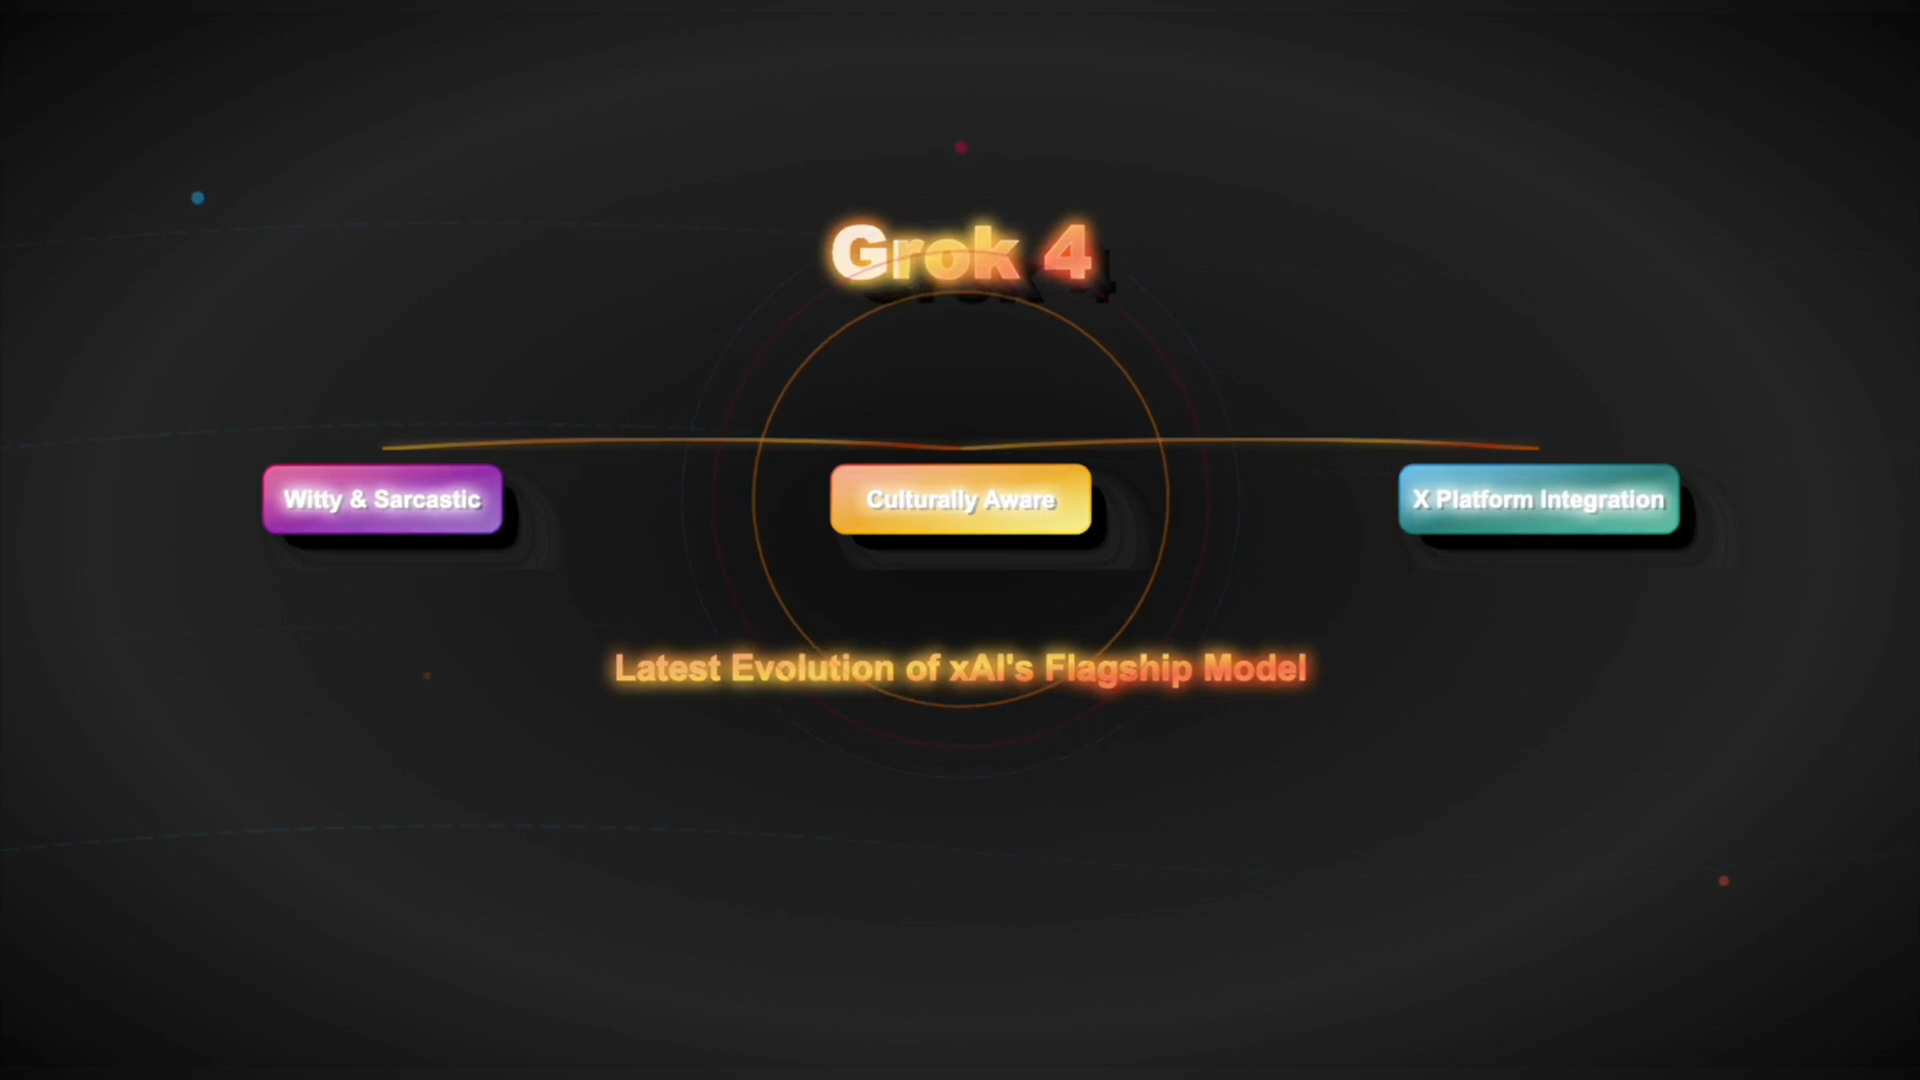 Grok 4
Witty & Sarcastic
Culturally Aware
X Platform Integration
Latest Evolution of xAI's Flagship Model